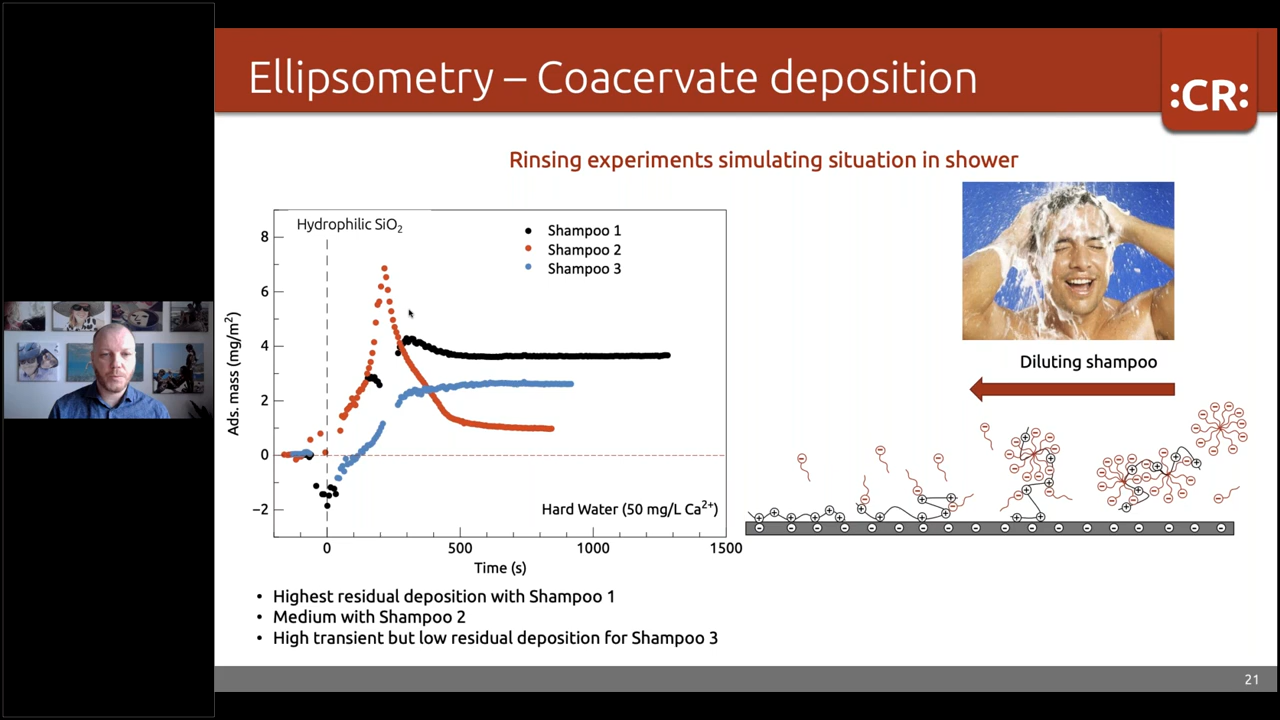 Ellipsometry – Coacervate deposition
:CR:
Rinsing experiments simulating situation in shower
Hydrophilic SiO2
Shampoo 1
Shampoo 2
Shampoo 3
8
6
4
2
0
−2
Ads. mass (mg/m2)
Hard Water (50 mg/L Ca2+)
0
500
1000
1500
Time (s)
Diluting shampoo
• Highest residual deposition with Shampoo 1
• Medium with Shampoo 2
• High transient but low residual deposition for Shampoo 3
21